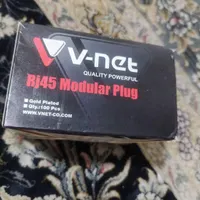 V-net
QUALITY POWERFUL
Rj45 Modular Plug
Gold Plated
Qty:100 Pcs
WWW.VNET-CO.COM